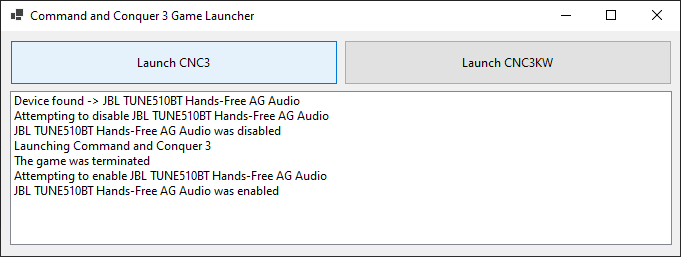 Command and Conquer 3 Game Launcher
Launch CNC3
Launch CNC3KW
Device found -> JBL TUNE510BT Hands-Free AG Audio
Attempting to disable JBL TUNE510BT Hands-Free AG Audio
JBL TUNE510BT Hands-Free AG Audio was disabled
Launching Command and Conquer 3
The game was terminated
Attempting to enable JBL TUNE510BT Hands-Free AG Audio
JBL TUNE510BT Hands-Free AG Audio was enabled